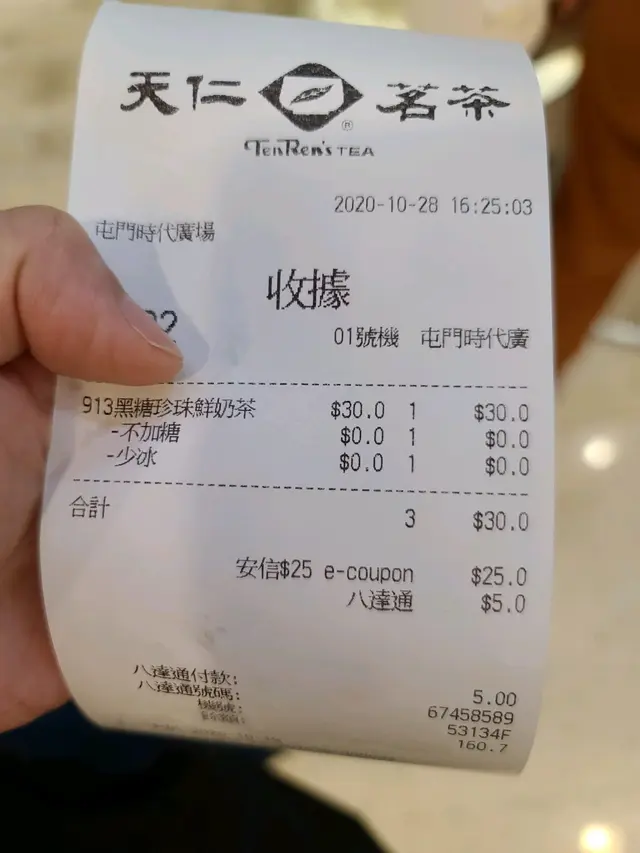 天仁 茗茶
®
TenRen's TEA
2020-10-28 16:25:03
屯門時代廣場
收據
01號機 屯門時代廣
913黑糖珍珠鮮奶茶 $30.0 1 $30.0
-不加糖 $0.0 1 $0.0
-少冰 $0.0 1 $0.0
合計 3 $30.0
安信$25 e-coupon $25.0
八達通 $5.0
八達通付款: 5.00
八達通號碼: 67458589
機號: 53134F
餘額: 160.7